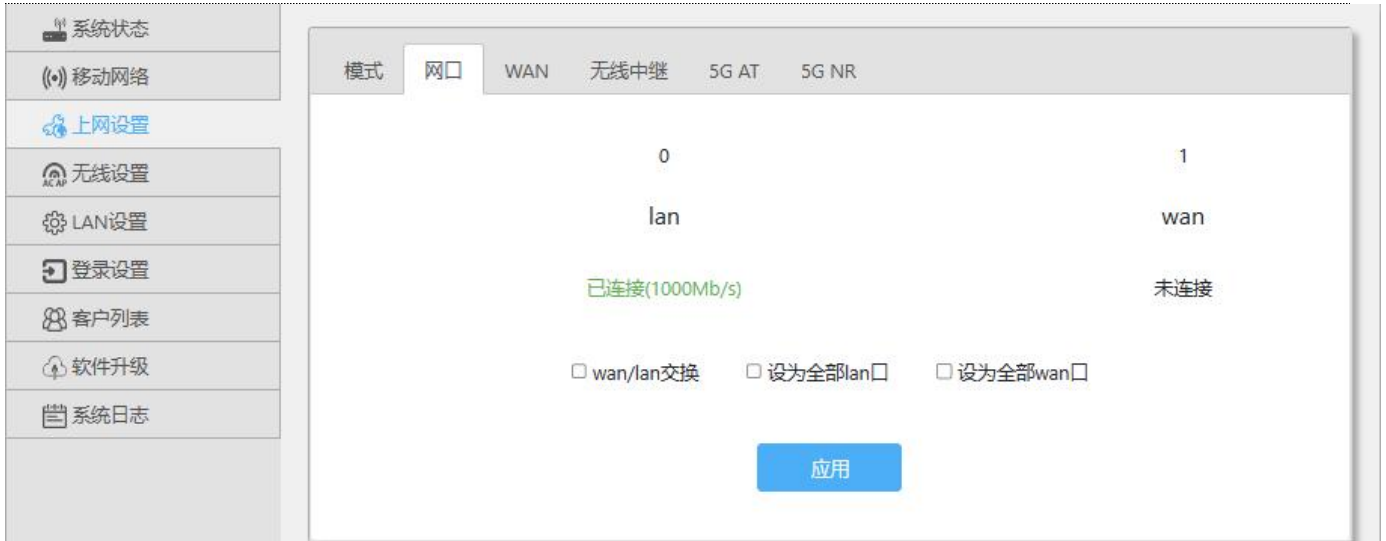 系统状态
移动网络
上网设置
无线设置
LAN设置
登录设置
客户列表
软件升级
系统日志
模式 网口 WAN 无线中继 5G AT 5G NR
0 1
lan wan
已连接(1000Mb/s) 未连接
wan/lan交换 设为全部lan口 设为全部wan口
应用